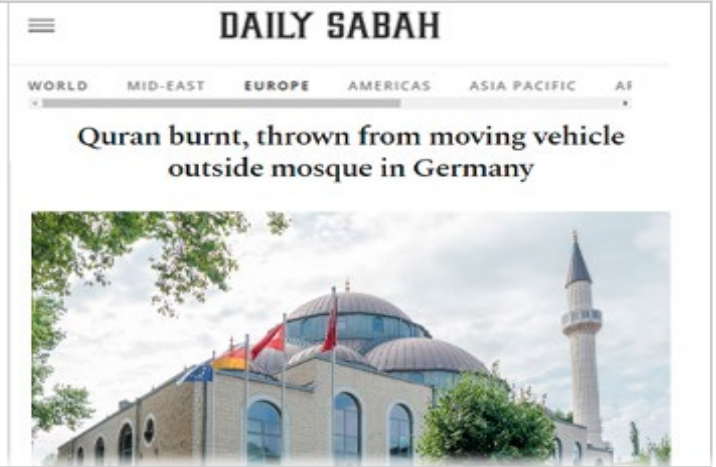 DAILY SABAH
WORLD MID-EAST EUROPE AMERICAS ASIA PACIFIC AF
Quran burnt, thrown from moving vehicle
outside mosque in Germany